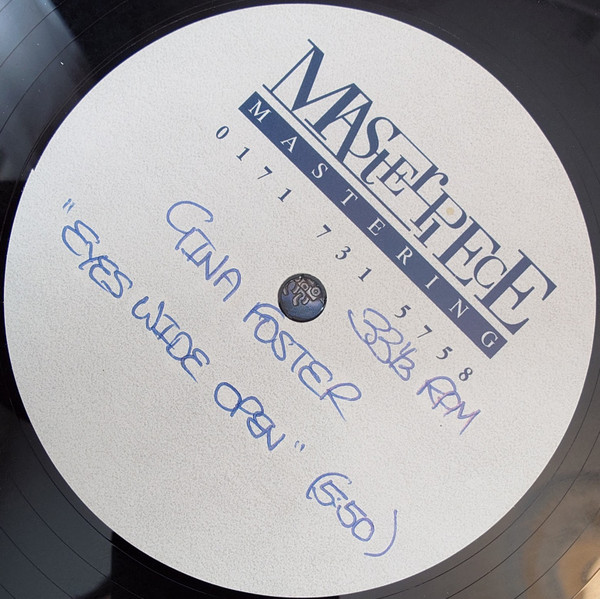 MASTERPIECE
MASTERING
0171 731 5758
33⅓ RPM
GINA FOSTER
"EYES WIDE OPEN" (5:50)